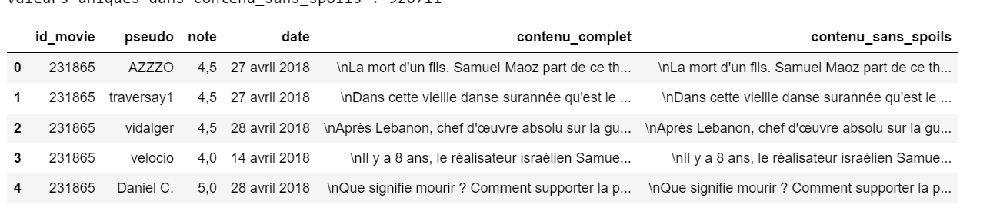 valeurs uniques dans contenu_sans_spoils : 926711
id_movie pseudo note date contenu_complet contenu_sans_spoils
0 231865 AZZZO 4,5 27 avril 2018 \nLa mort d'un fils. Samuel Maoz part de ce th... \nLa mort d'un fils. Samuel Maoz part de ce th...
1 231865 traversay1 4,5 27 avril 2018 \nDans cette vieille danse surannée qu'est le ... \nDans cette vieille danse surannée qu'est le ...
2 231865 vidalger 4,5 28 avril 2018 \nAprès Lebanon, chef d'œuvre absolu sur la gu... \nAprès Lebanon, chef d'œuvre absolu sur la gu...
3 231865 velocio 4,0 14 avril 2018 \nIl y a 8 ans, le réalisateur israélien Samue... \nIl y a 8 ans, le réalisateur israélien Samue...
4 231865 Daniel C. 5,0 28 avril 2018 \nQue signifie mourir ? Comment supporter la p... \nQue signifie mourir ? Comment supporter la p...